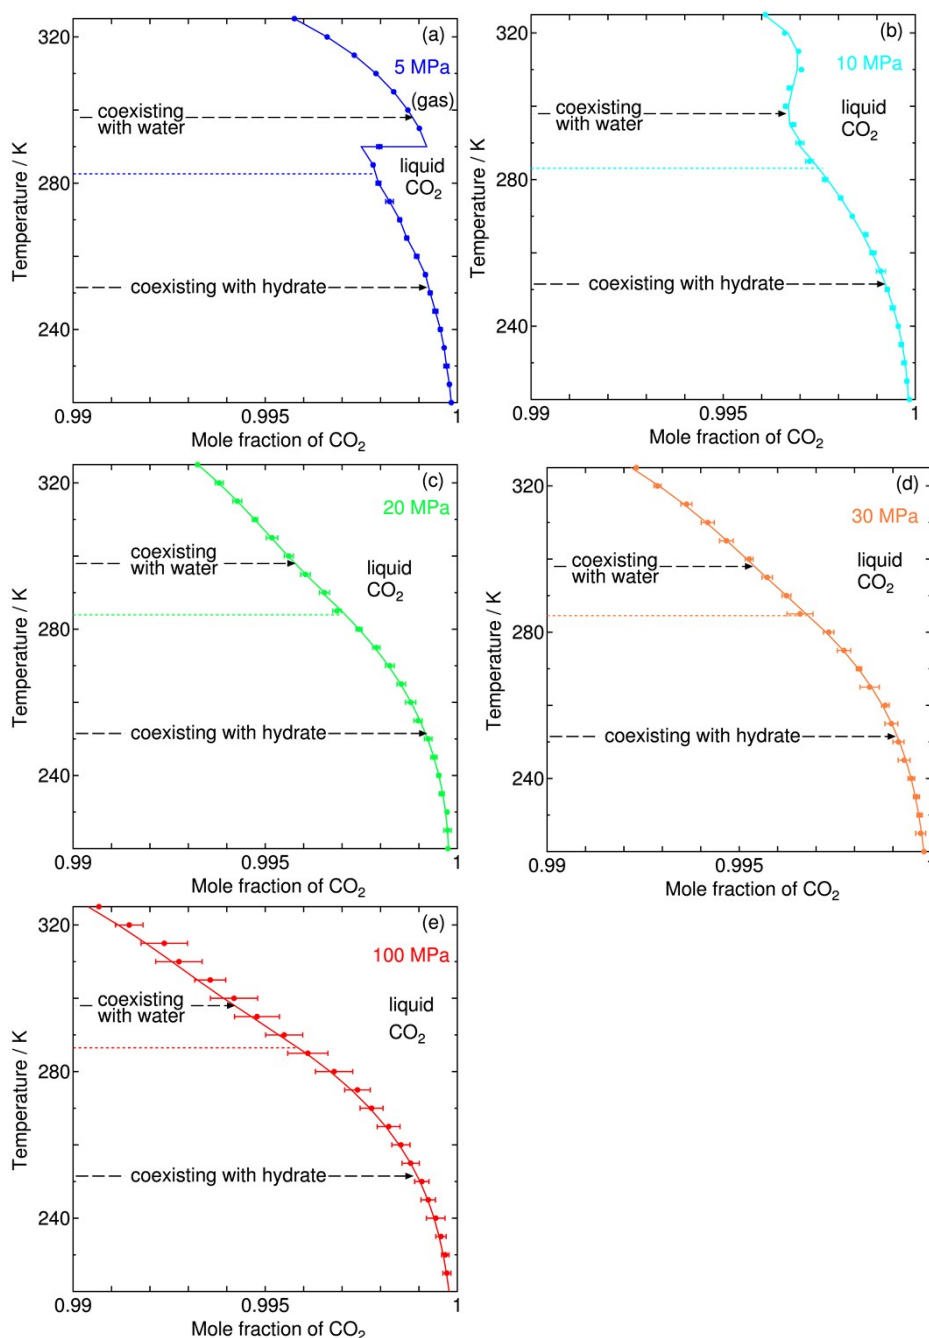 (a)
5 MPa
320
(gas)
coexisting
with water
liquid
CO2
280
Temperature / K
coexisting with hydrate
240
0.99
0.995
1
Mole fraction of CO2
(b)
10 MPa
320
coexisting
with water
liquid
CO2
280
Temperature / K
coexisting with hydrate
240
0.99
0.995
1
Mole fraction of CO2
(c)
20 MPa
320
coexisting
with water
liquid
CO2
280
Temperature / K
coexisting with hydrate
240
0.99
0.995
1
Mole fraction of CO2
(d)
30 MPa
320
coexisting
with water
liquid
CO2
280
Temperature / K
coexisting with hydrate
240
0.99
0.995
1
Mole fraction of CO2
(e)
100 MPa
320
coexisting
with water
liquid
CO2
280
Temperature / K
coexisting with hydrate
240
0.99
0.995
1
Mole fraction of CO2